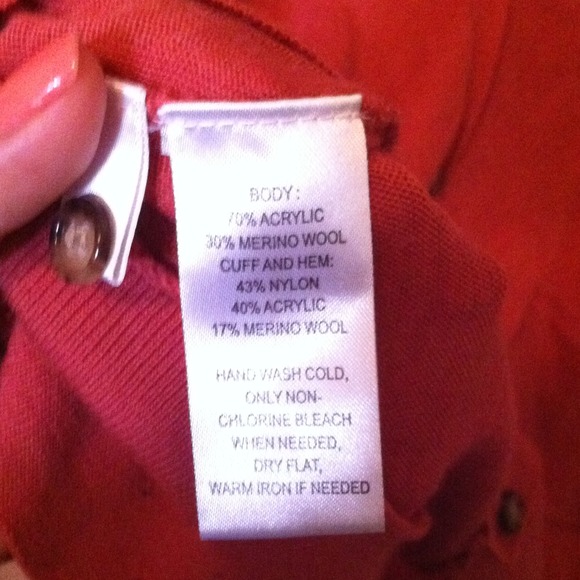 BODY:
70% ACRYLIC
30% MERINO WOOL
CUFF AND HEM:
43% NYLON
40% ACRYLIC
17% MERINO WOOL
HAND WASH COLD,
ONLY NON-
CHLORINE BLEACH
WHEN NEEDED,
DRY FLAT,
WARM IRON IF NEEDED